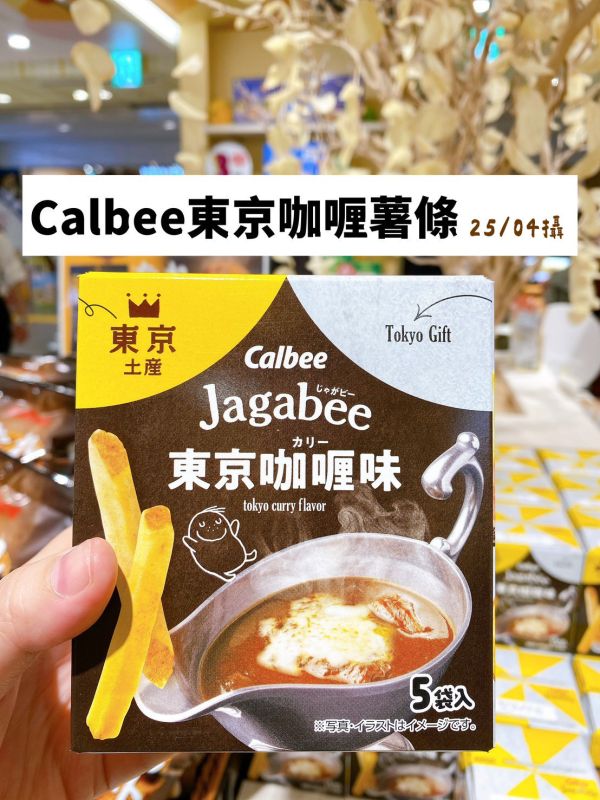 Calbee東京咖喱薯條 25/04攝
東京
土産
Tokyo Gift
Calbee
じゃがビー
Jagabee
カリー
東京咖喱味
tokyo curry flavor
5袋入
※写真・イラストはイメージです。